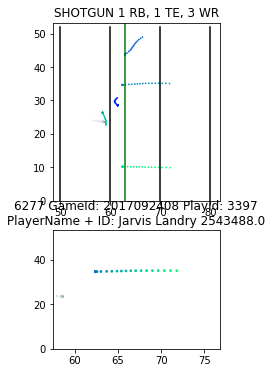 SHOTGUN 1 RB, 1 TE, 3 WR
50
40
30
20
10
0
50 60 70 80
6277 GameId: 2017092408 PlayId: 3397
PlayerName + ID: Jarvis Landry 2543488.0
40
20
0
60 65 70 75